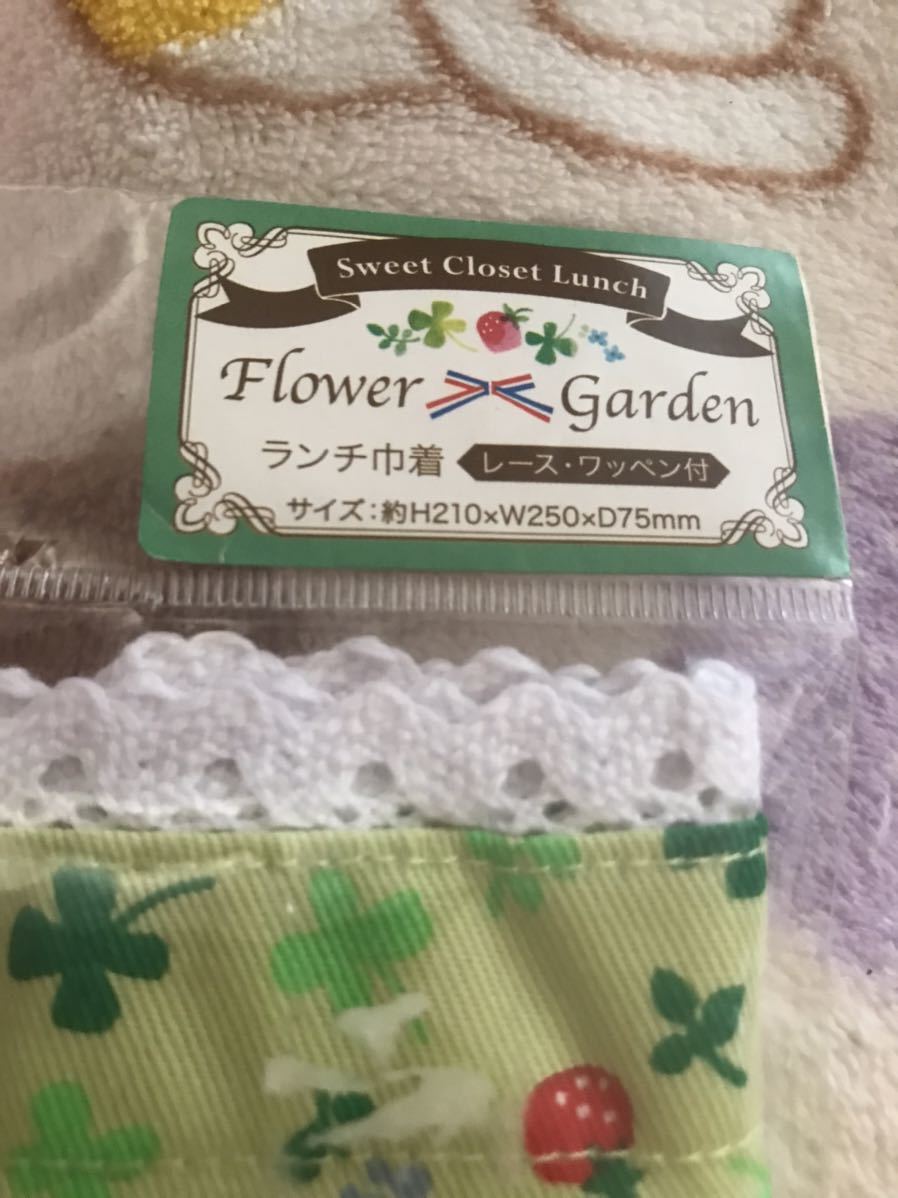 Sweet Closet Lunch
Flower Garden
ランチ巾着 レース・ワッペン付
サイズ:約H210×W250×D75mm